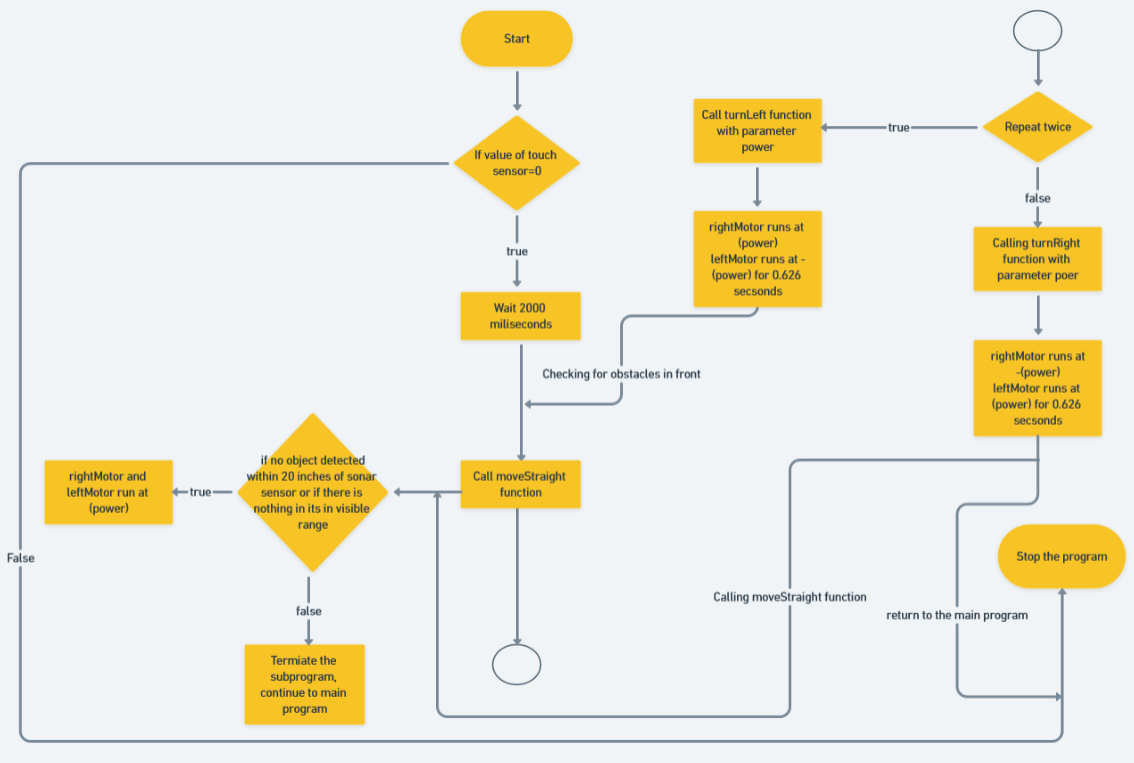 Start
If value of touch
sensor=0
true
Wait 2000
miliseconds
Checking for obstacles in front
Call moveStraight
function
if no object detected
within 20 inches of sonar
sensor or if there is
nothing in its in visible
range
true
rightMotor and
leftMotor run at
(power)
false
Termiate the
subprogram,
continue to main
program
False
Repeat twice
true
Call turnLeft function
with parameter
power
rightMotor runs at
(power)
leftMotor runs at -
(power) for 0.626
secsonds
false
Calling turnRight
function with
parameter poer
rightMotor runs at
-(power)
leftMotor runs at
(power) for 0.626
secsonds
Calling moveStraight function
return to the main program
Stop the program